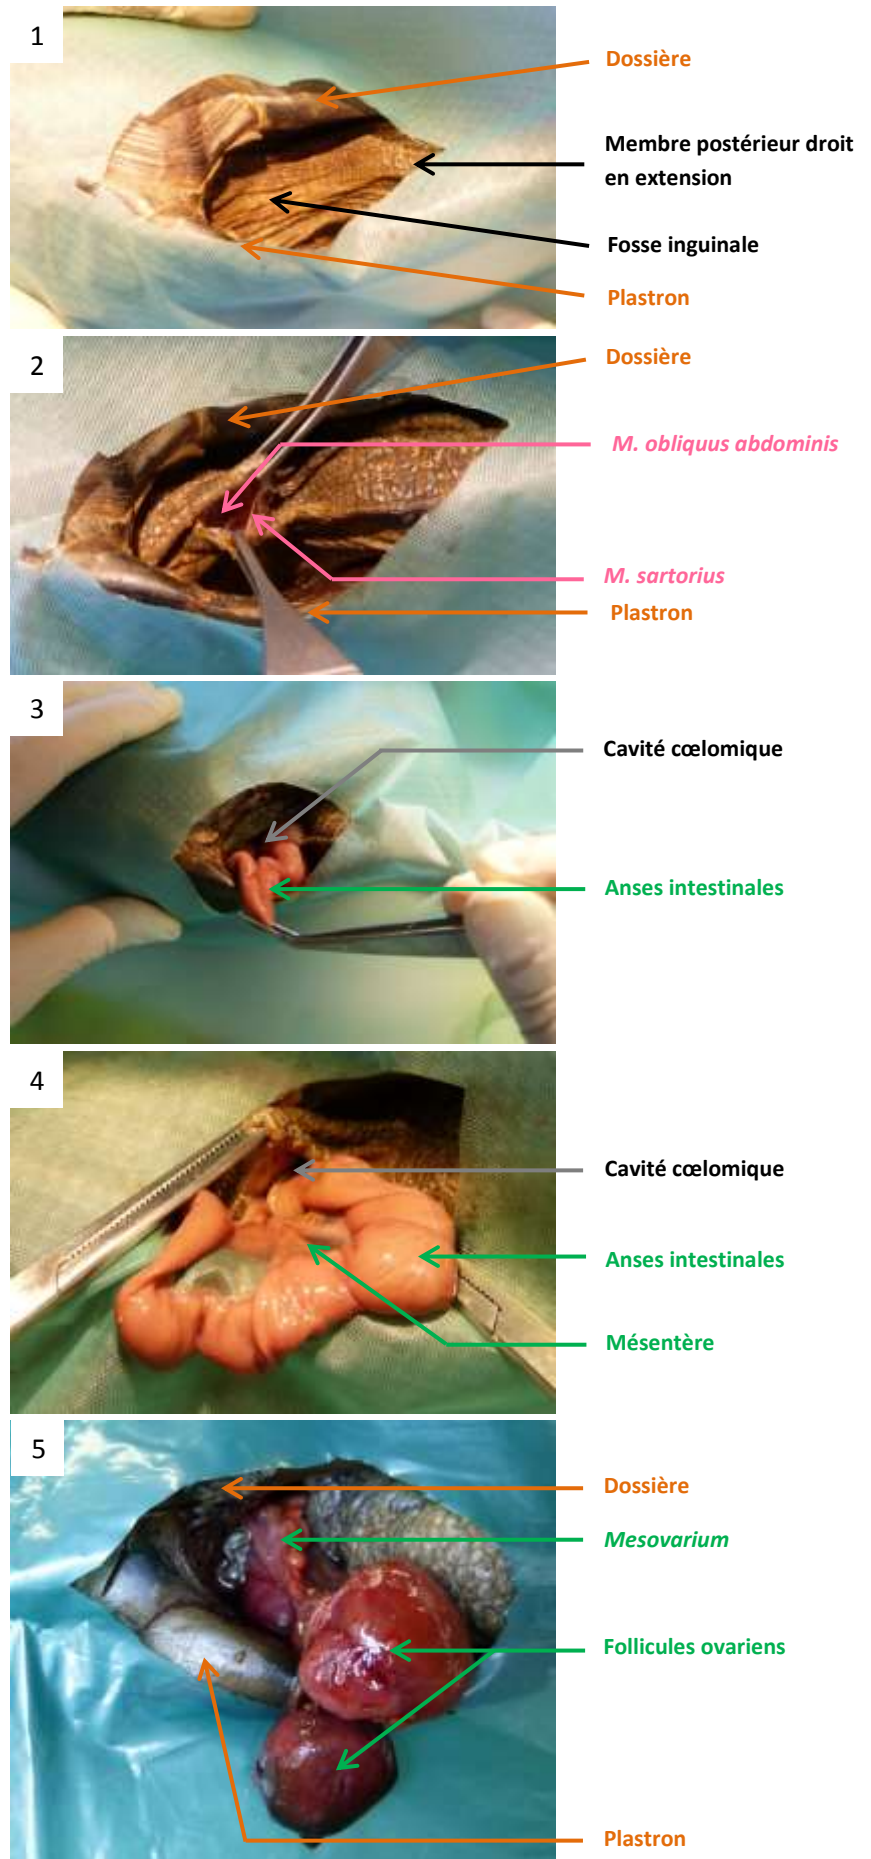 1
Dossière
Membre postérieur droit
en extension
Fosse inguinale
Plastron
2
Dossière
M. obliquus abdominis
M. sartorius
Plastron
3
Cavité cœlomique
Anses intestinales
4
Cavité cœlomique
Anses intestinales
Mésentère
5
Dossière
Mesovarium
Follicules ovariens
Plastron